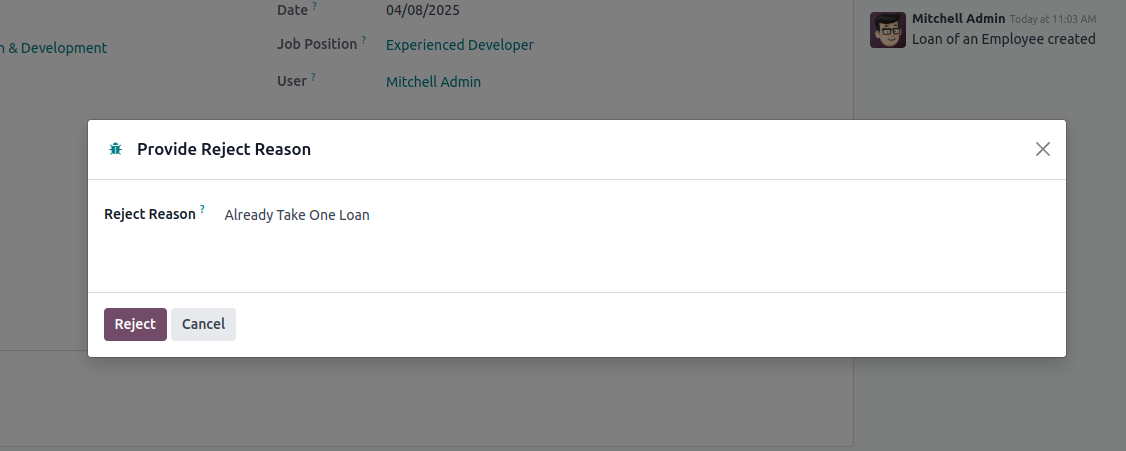 Date ?
04/08/2025
n & Development
Job Position ?
Experienced Developer
User ?
Mitchell Admin
Mitchell Admin Today at 11:03 AM
Loan of an Employee created
Provide Reject Reason
Reject Reason ?
Already Take One Loan
Reject
Cancel